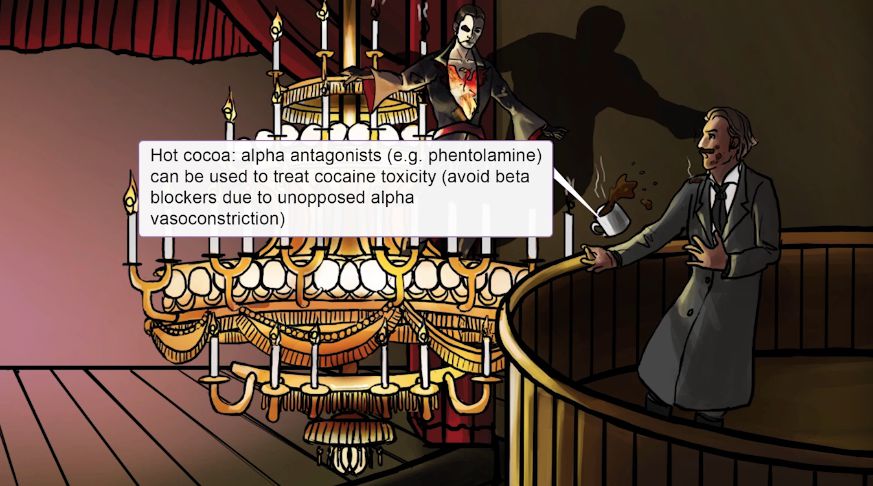 Hot cocoa: alpha antagonists (e.g. phentolamine)
can be used to treat cocaine toxicity (avoid beta
blockers due to unopposed alpha
vasoconstriction)